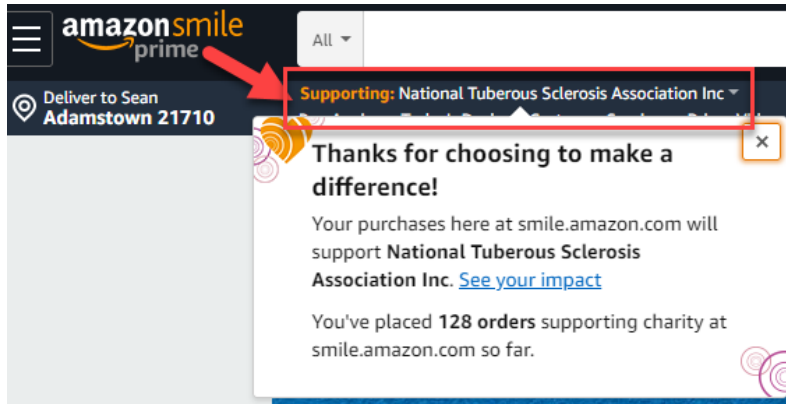 amazonsmile
prime
All
Deliver to Sean
Adamstown 21710
Supporting: National Tuberous Sclerosis Association Inc
Thanks for choosing to make a
difference!
Your purchases here at smile.amazon.com will
support National Tuberous Sclerosis
Association Inc. See your impact
You've placed 128 orders supporting charity at
smile.amazon.com so far.